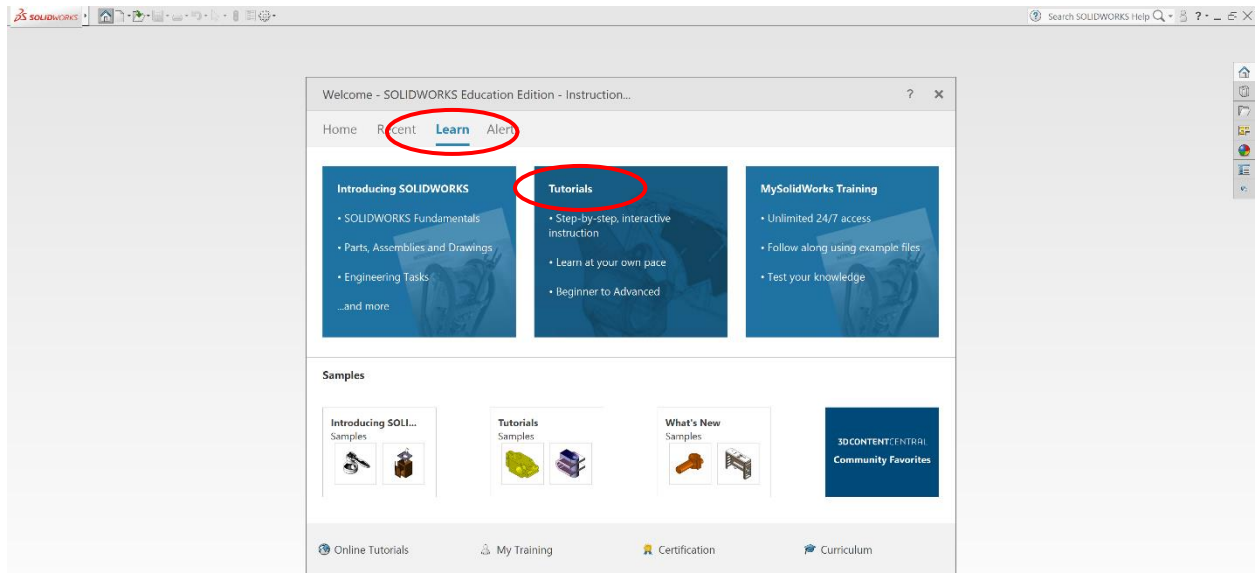 SOLIDWORKS
Search SOLIDWORKS Help
Welcome - SOLIDWORKS Education Edition - Instruction...
Home Recent Learn Alert
Introducing SOLIDWORKS
• SOLIDWORKS Fundamentals
• Parts, Assemblies and Drawings
• Engineering Tasks
...and more
Tutorials
• Step-by-step, interactive
instruction
• Learn at your own pace
• Beginner to Advanced
MySolidWorks Training
• Unlimited 24/7 access
• Follow along using example files
• Test your knowledge
Samples
Introducing SOLI...
Samples
Tutorials
Samples
What's New
Samples
3DCONTENTCENTRAL
Community Favorites
Online Tutorials
My Training
Certification
Curriculum